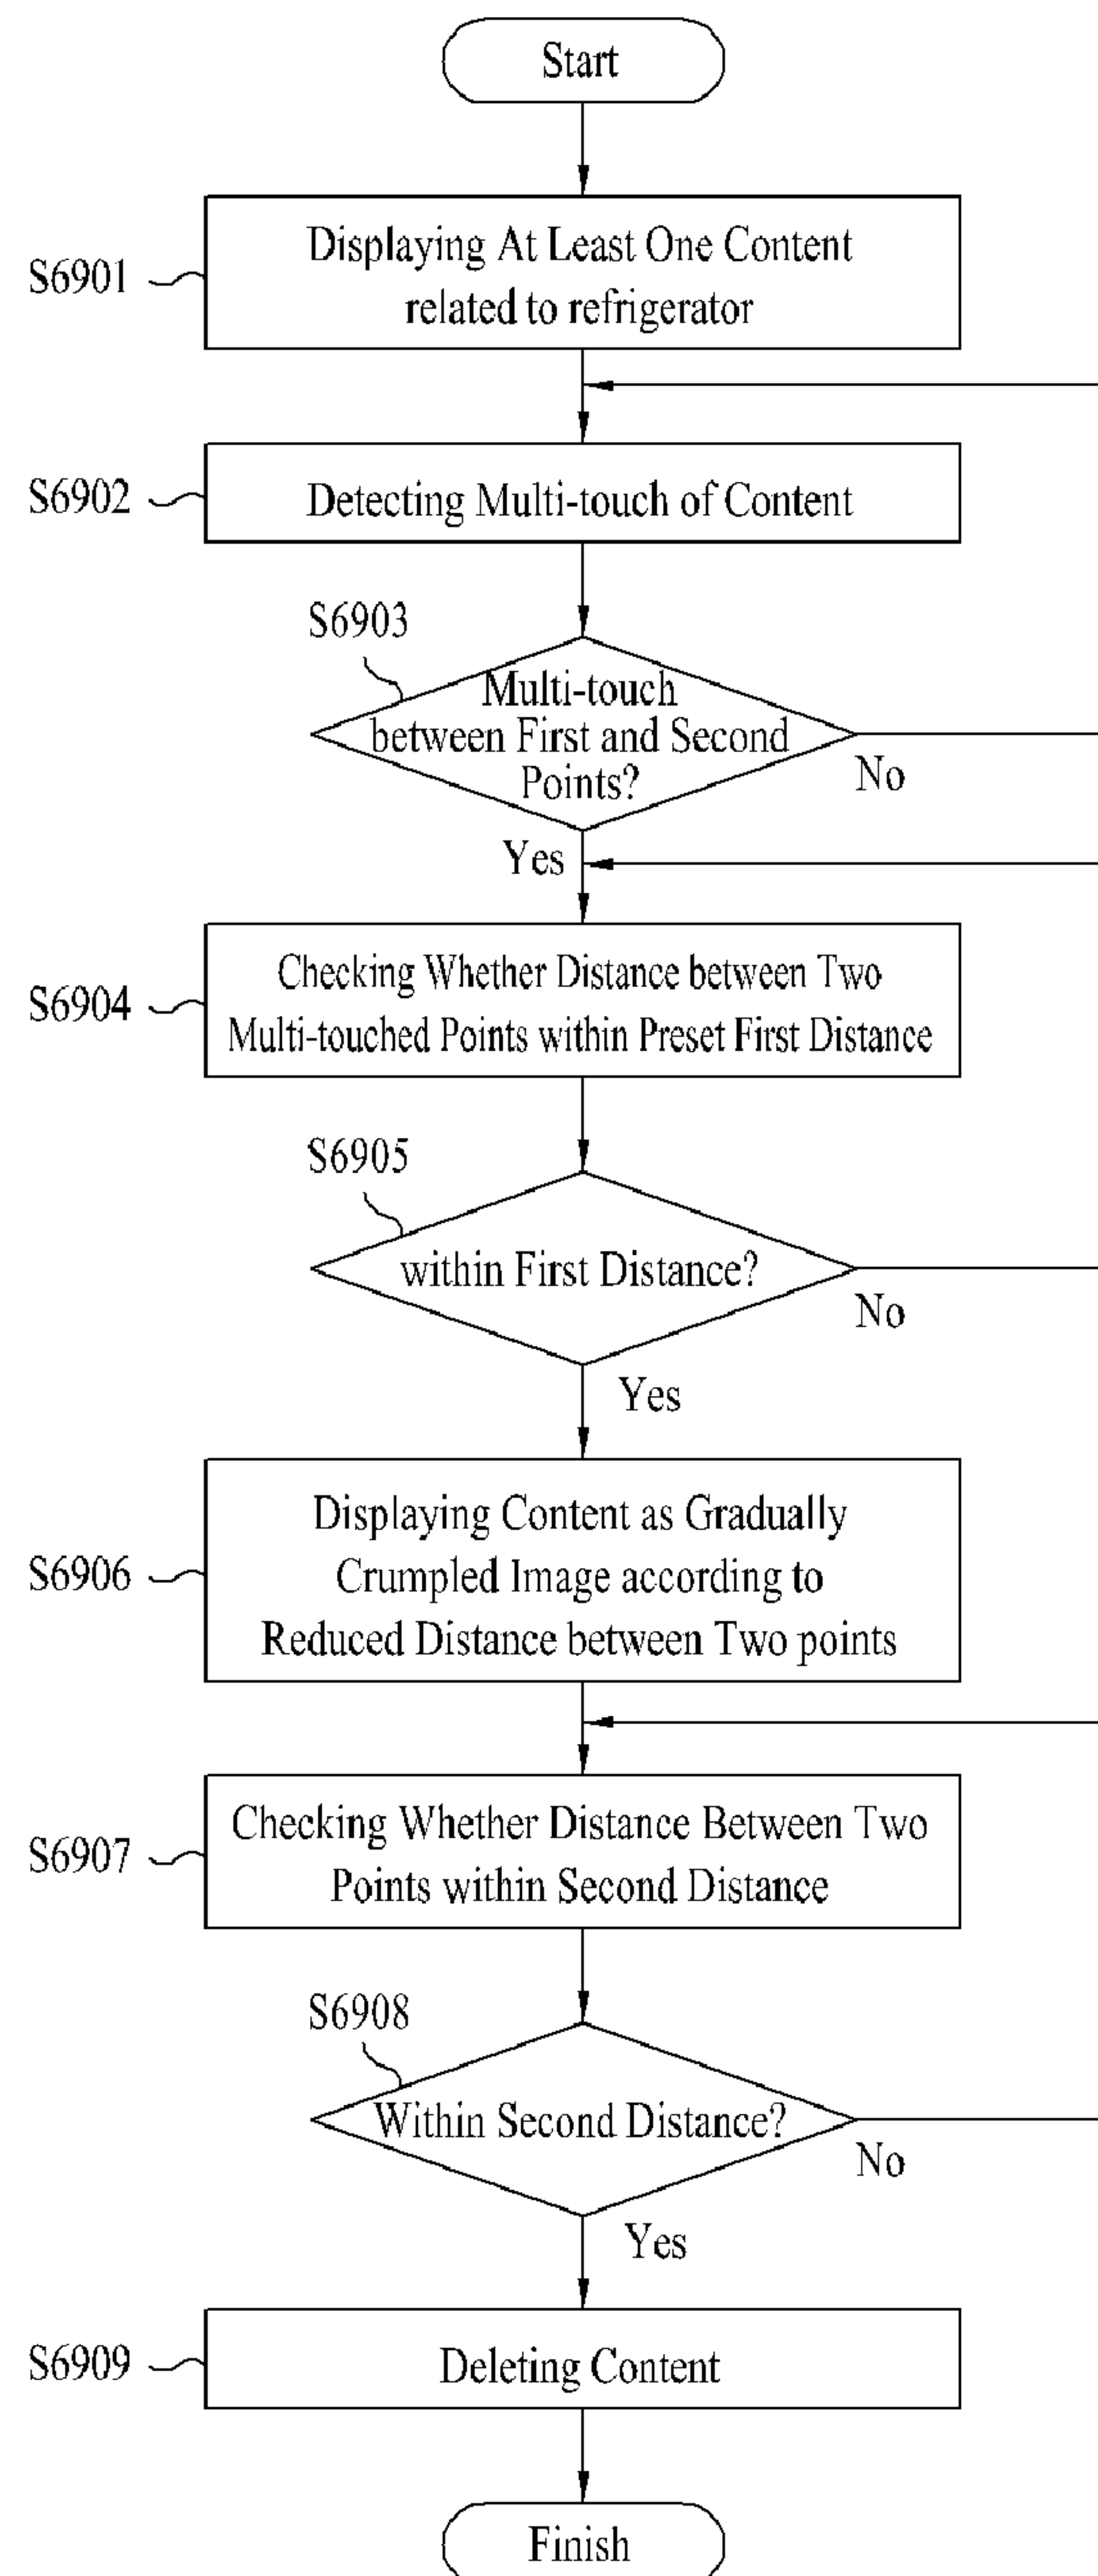 Start
S6901
Displaying At Least One Content
related to refrigerator
S6902
Detecting Multi-touch of Content
S6903
Multi-touch
between First and Second
Points?
No
Yes
S6904
Checking Whether Distance between Two
Multi-touched Points within Preset First Distance
S6905
within First Distance?
No
Yes
S6906
Displaying Content as Gradually
Crumpled Image according to
Reduced Distance between Two points
S6907
Checking Whether Distance Between Two
Points within Second Distance
S6908
Within Second Distance?
No
Yes
S6909
Deleting Content
Finish